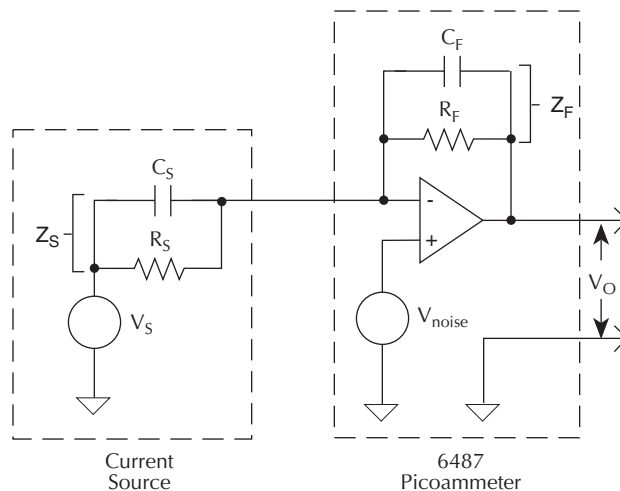 C_F
Z_F
R_F
C_S
Z_S
R_S
-
+
V_S
V_noise
V_O
Current
Source
6487
Picoammeter